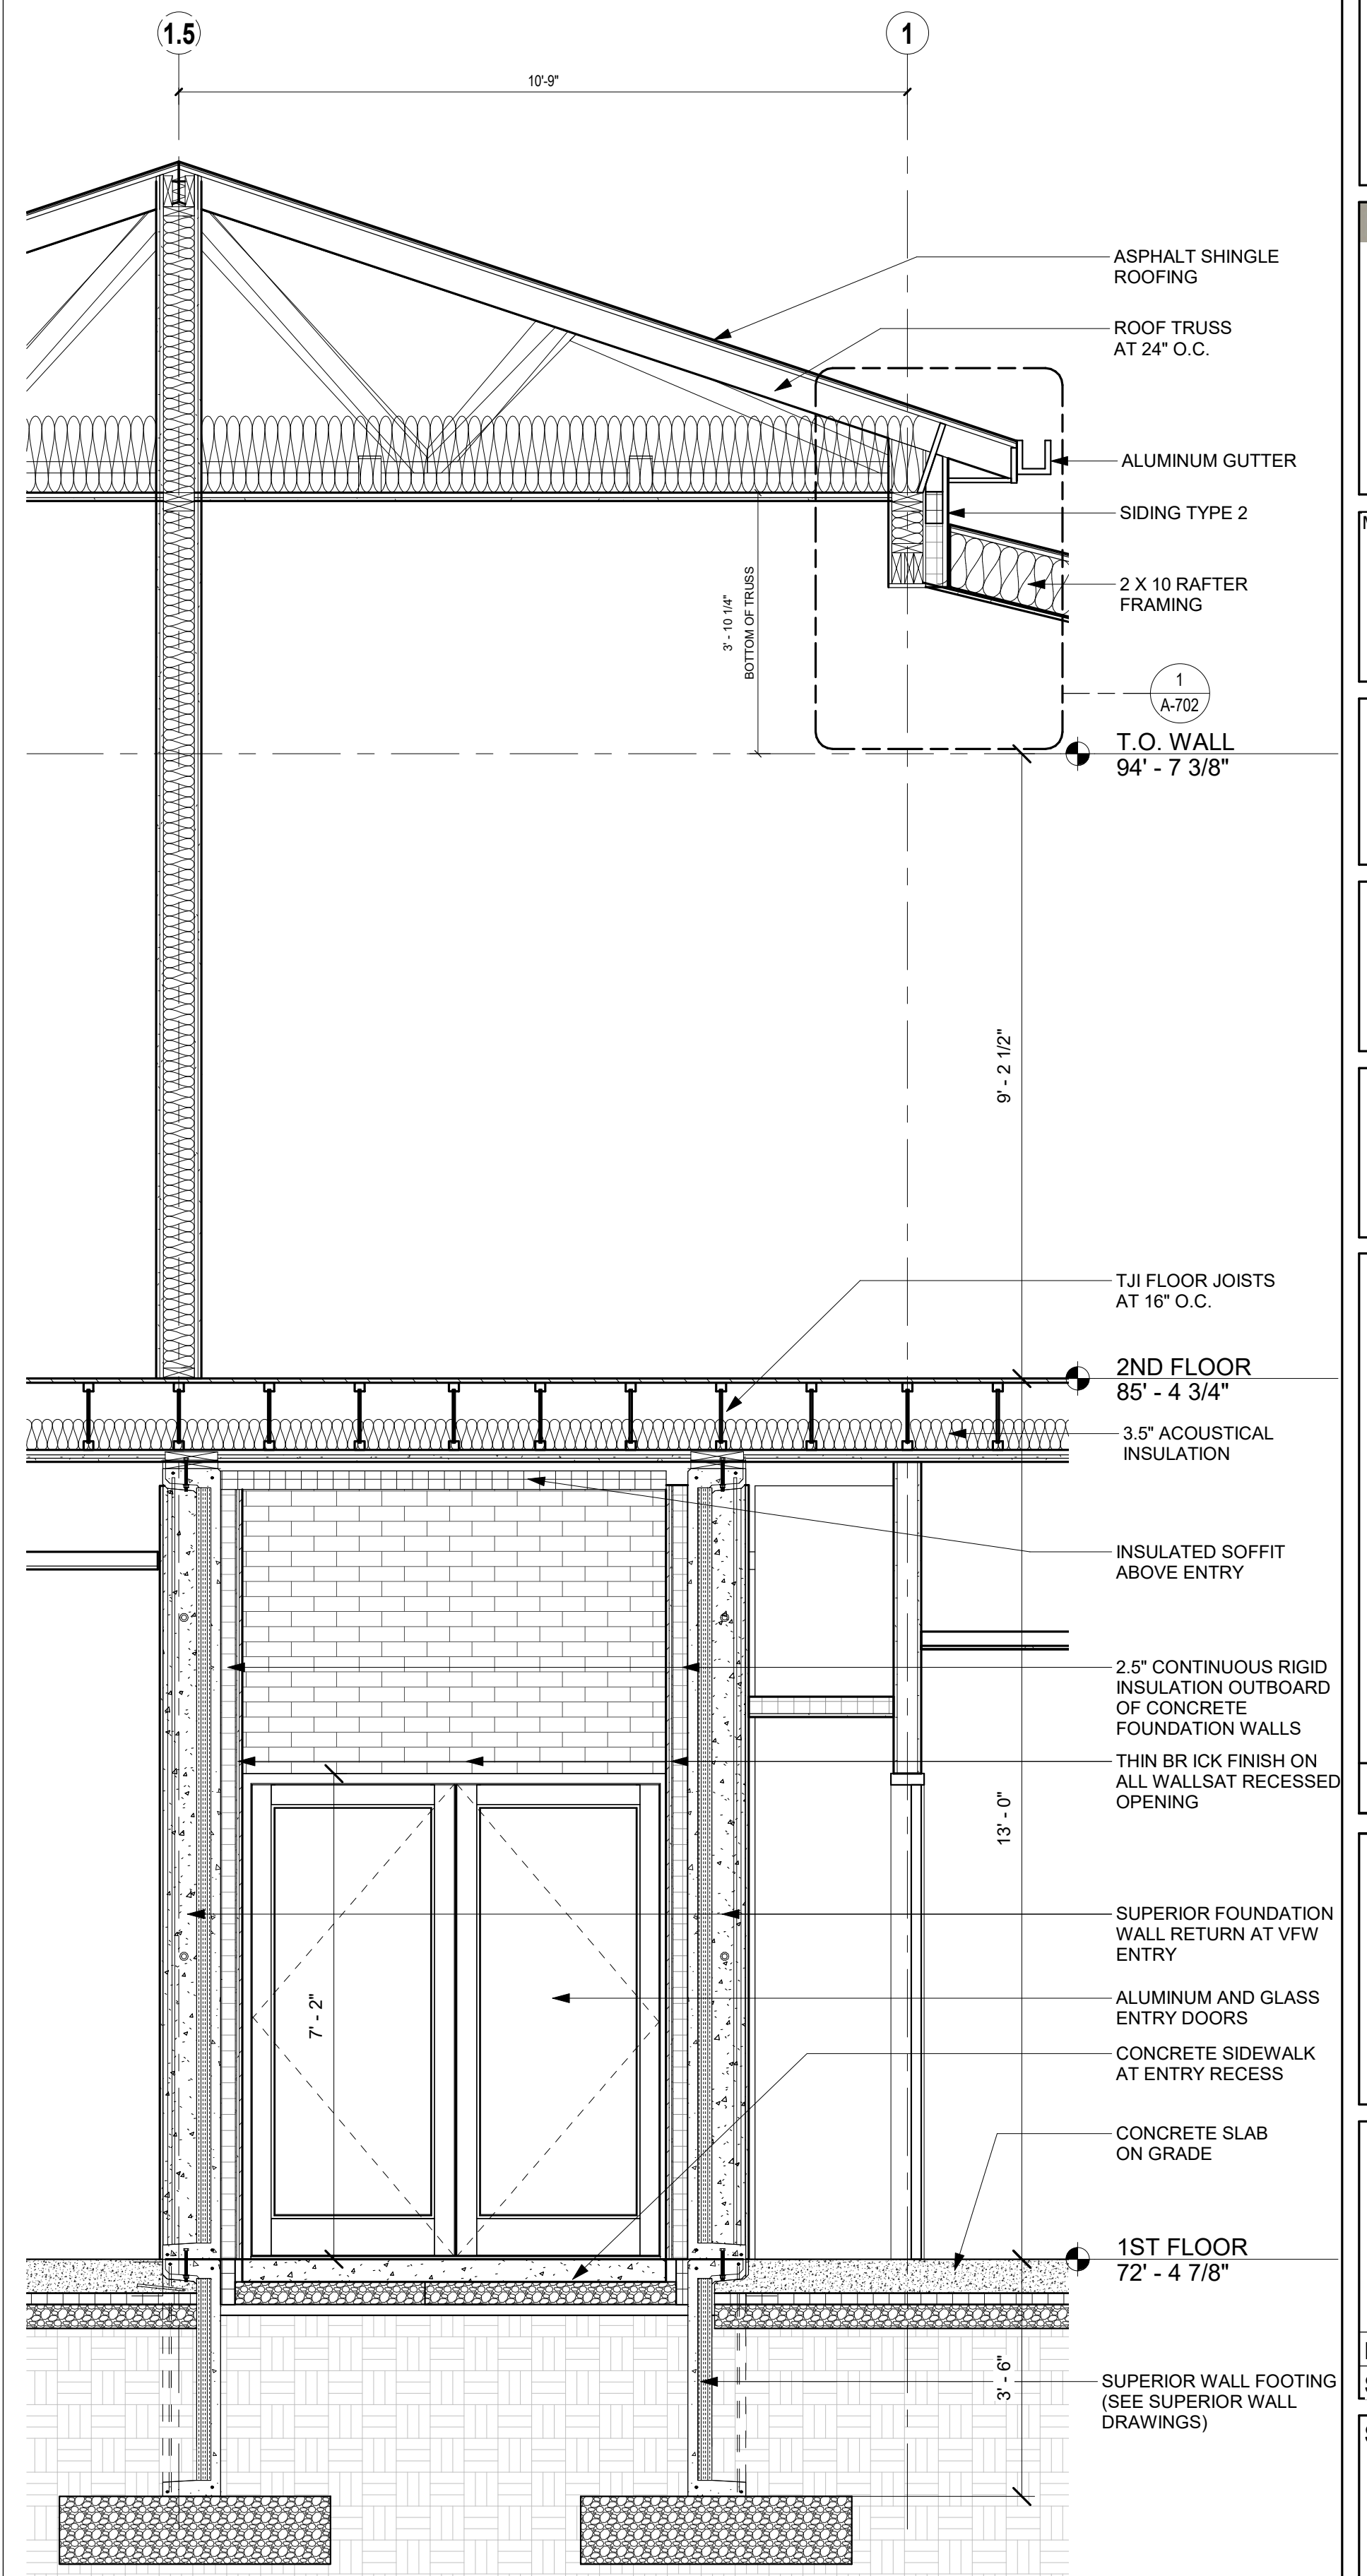 1.5
1
10'-9"
ASPHALT SHINGLE
ROOFING
ROOF TRUSS
AT 24" O.C.
ALUMINUM GUTTER
SIDING TYPE 2
2 X 10 RAFTER
FRAMING
3' - 10 1/4"
BOTTOM OF TRUSS
1
A-702
T.O. WALL
94' - 7 3/8"
9' - 2 1/2"
TJI FLOOR JOISTS
AT 16" O.C.
2ND FLOOR
85' - 4 3/4"
3.5" ACOUSTICAL
INSULATION
INSULATED SOFFIT
ABOVE ENTRY
2.5" CONTINUOUS RIGID
INSULATION OUTBOARD
OF CONCRETE
FOUNDATION WALLS
THIN BR ICK FINISH ON
ALL WALLSAT RECESSED
OPENING
13' - 0"
SUPERIOR FOUNDATION
WALL RETURN AT VFW
ENTRY
7' - 2"
ALUMINUM AND GLASS
ENTRY DOORS
CONCRETE SIDEWALK
AT ENTRY RECESS
CONCRETE SLAB
ON GRADE
1ST FLOOR
72' - 4 7/8"
3' - 6"
SUPERIOR WALL FOOTING
(SEE SUPERIOR WALL
DRAWINGS)